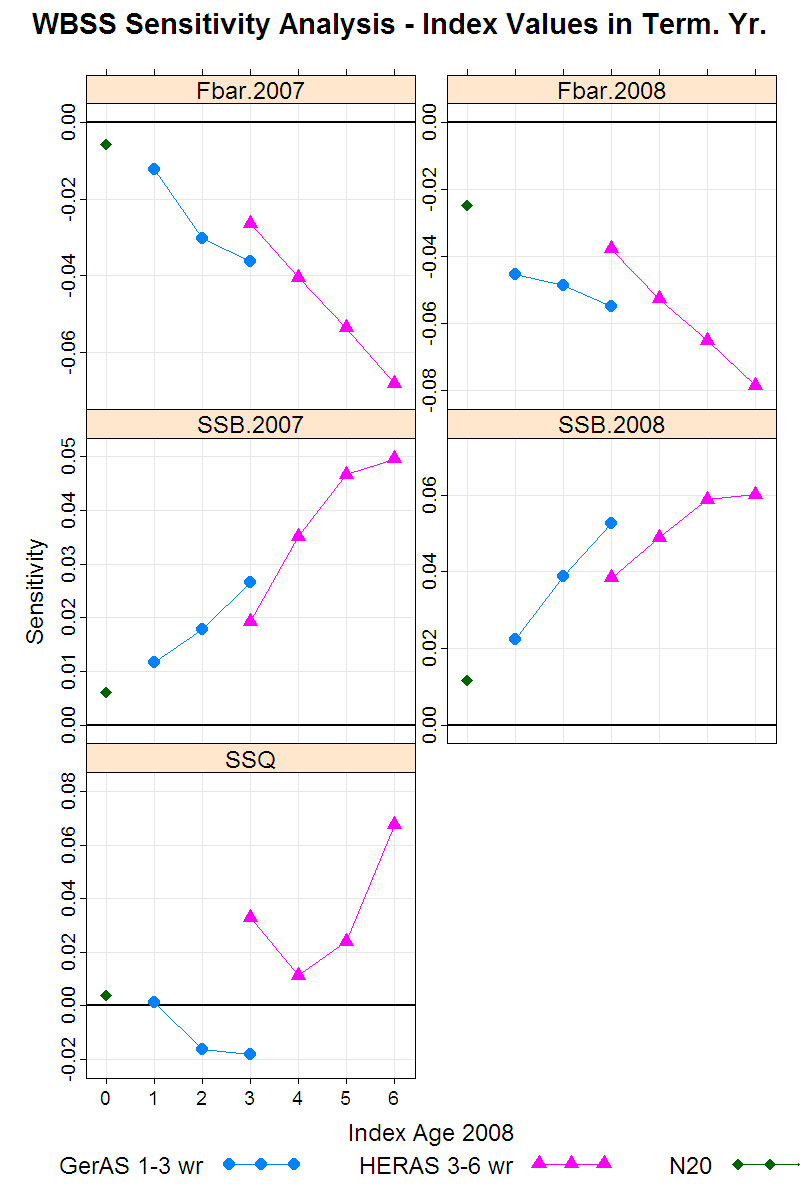 WBSS Sensitivity Analysis - Index Values in Term. Yr.
Fbar.2007
Fbar.2008
0.00
-0.02
-0.04
-0.06
0.00
-0.02
-0.04
-0.06
-0.08
SSB.2007
SSB.2008
0.05
0.04
0.03
0.02
0.01
0.00
0.06
0.04
0.02
0.00
Sensitivity
SSQ
0.08
0.06
0.04
0.02
0.00
-0.02
0 1 2 3 4 5 6
Index Age 2008
GerAS 1-3 wr HERAS 3-6 wr N20